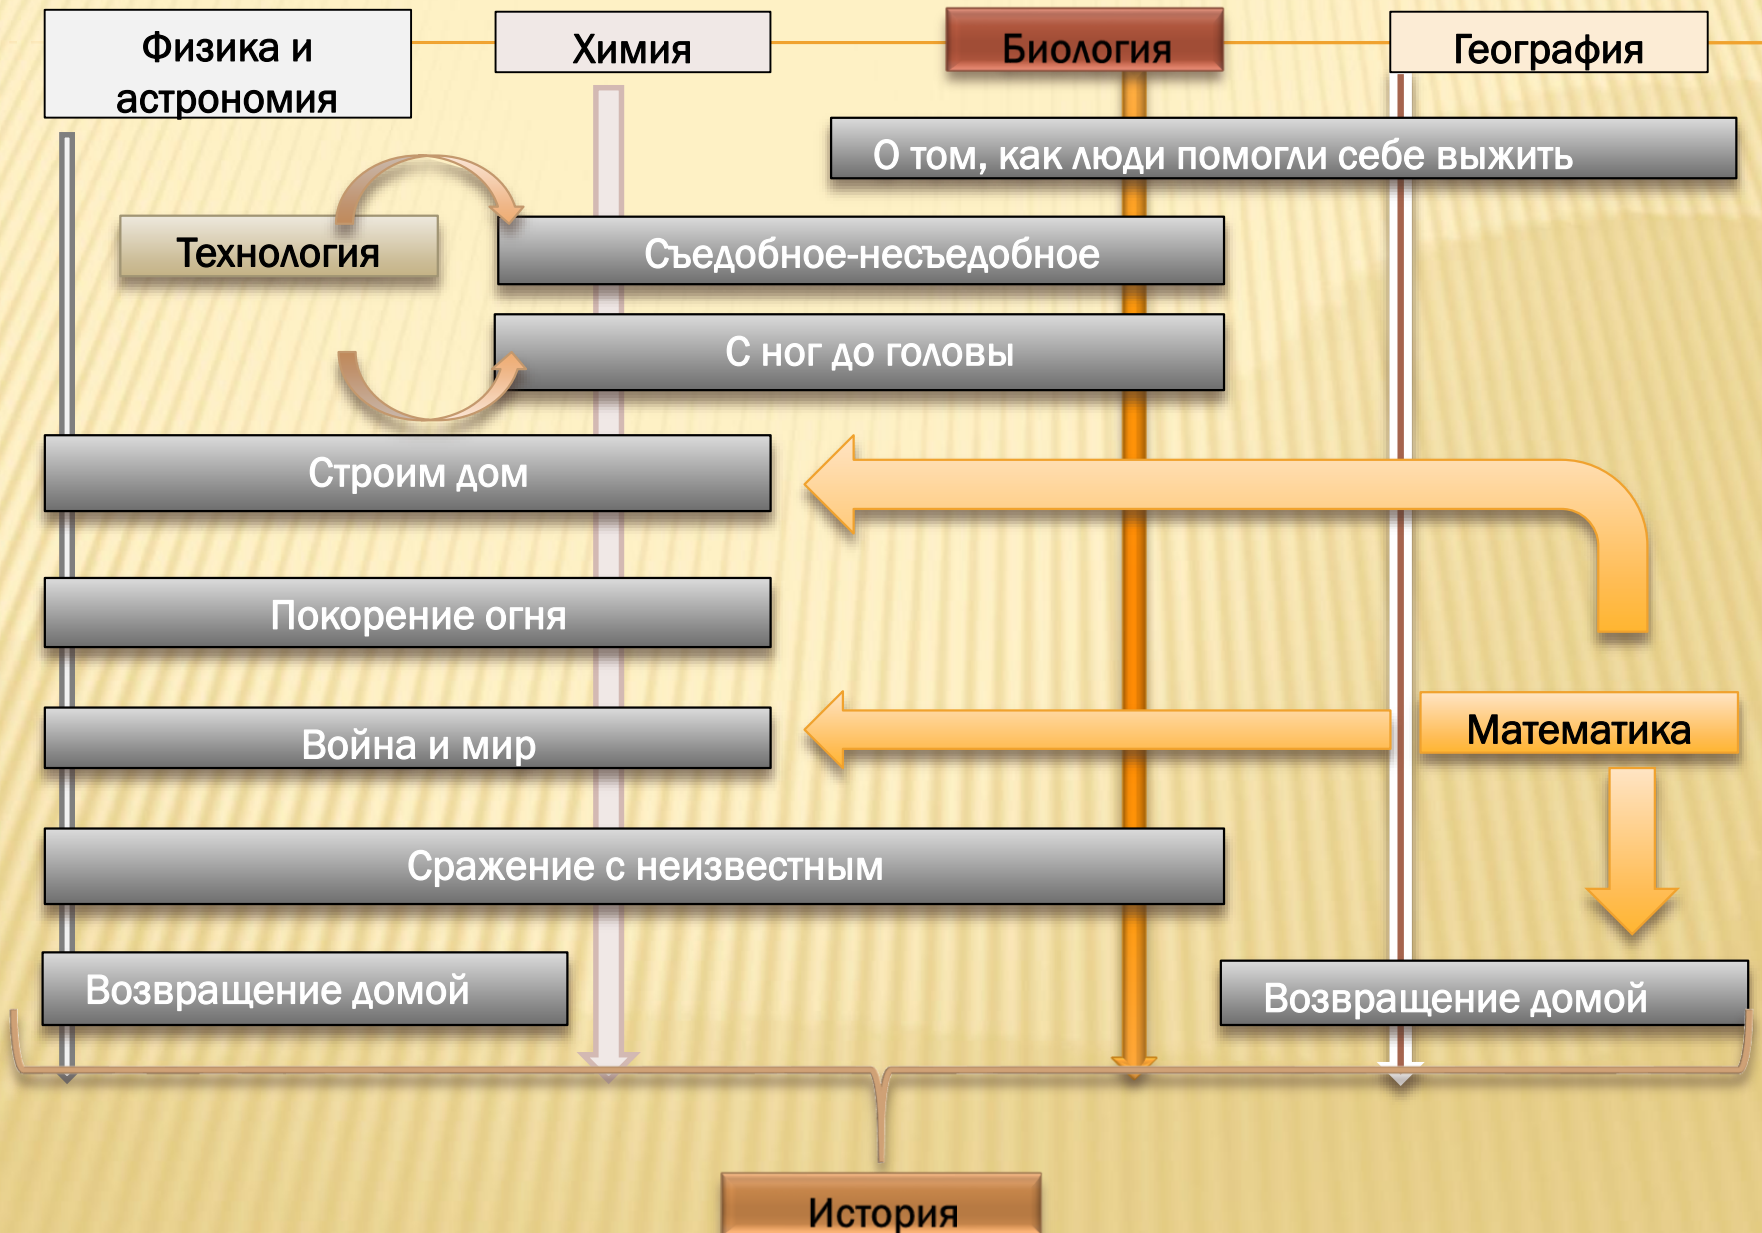 Физика и
астрономия
Химия
Биология
География
О том, как люди помогли себе выжить
Технология
Съедобное-несъедобное
С ног до головы
Строим дом
Покорение огня
Война и мир
Математика
Сражение с неизвестным
Возвращение домой
Возвращение домой
История